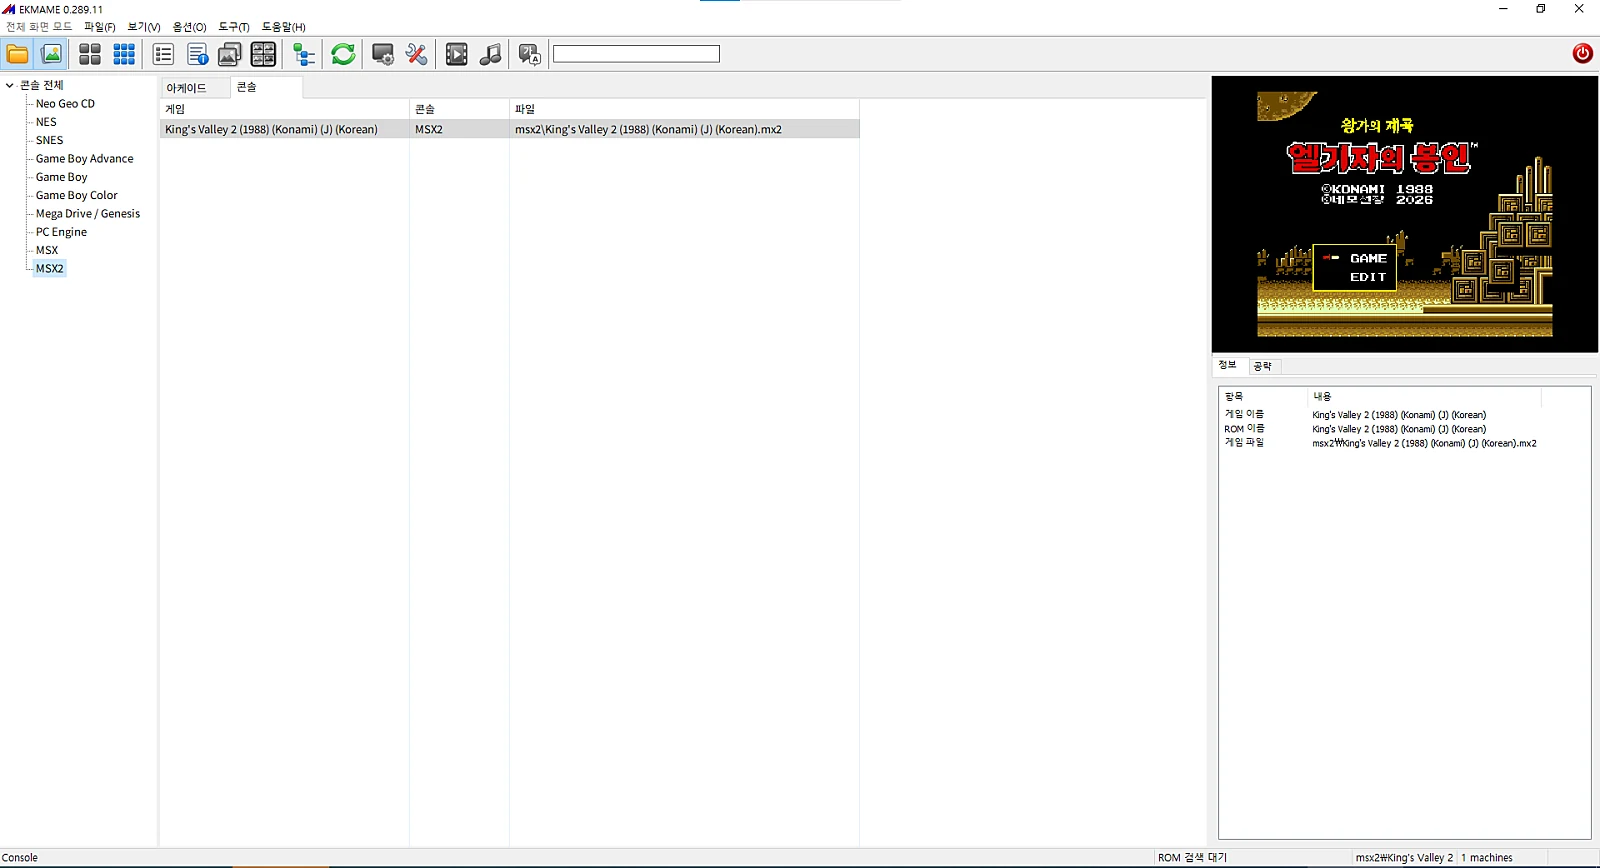 EKMAME 0.289.11
전체 화면 모드 파일(F) 보기(V) 옵션(O) 도구(T) 도움말(H)
가 A
콘솔 전체
Neo Geo CD
NES
SNES
Game Boy Advance
Game Boy
Game Boy Color
Mega Drive / Genesis
PC Engine
MSX
MSX2
아케이드 콘솔
게임 콘솔 파일
King's Valley 2 (1988) (Konami) (J) (Korean) MSX2 msx2\King's Valley 2 (1988) (Konami) (J) (Korean).mx2
왕가의 계곡
엘기자의 봉인™
©KONAMI 1988
©네모선장 2026
GAME
EDIT
정보 공략
항목 내용
게임 이름 King's Valley 2 (1988) (Konami) (J) (Korean)
ROM 이름 King's Valley 2 (1988) (Konami) (J) (Korean)
게임 파일 msx2₩King's Valley 2 (1988) (Konami) (J) (Korean).mx2
Console ROM 검색 대기 msx2₩King's Valley 2 1 machines